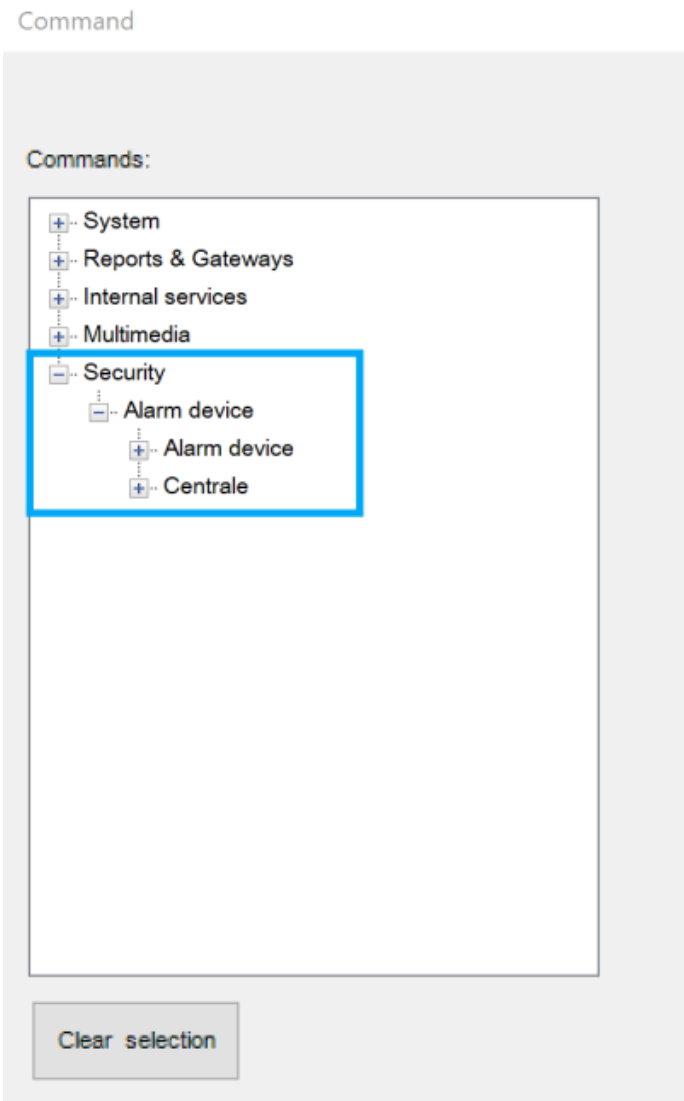 Command
Commands:
System
Reports & Gateways
Internal services
Multimedia
Security
Alarm device
Alarm device
Centrale
Clear selection